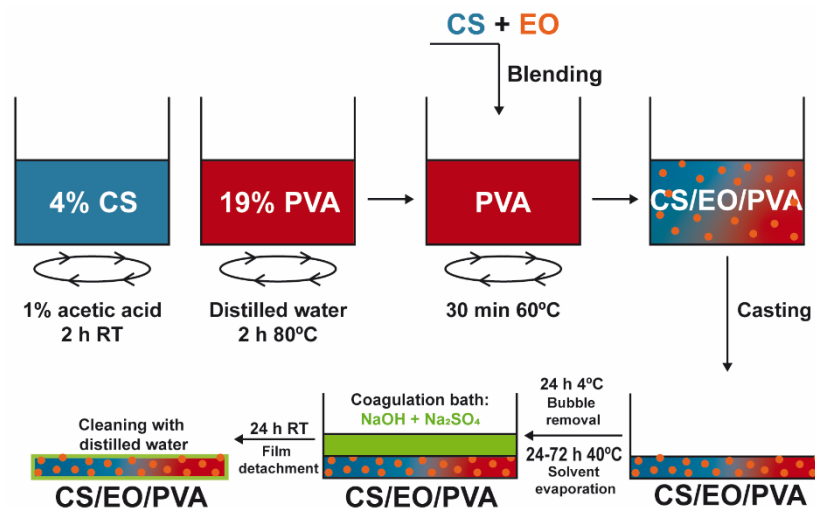 CS + EO
Blending
4% CS
19% PVA
PVA
CS/EO/PVA
1% acetic acid
2 h RT
Distilled water
2 h 80ºC
30 min 60ºC
Casting
24 h 4ºC
Bubble
removal
24-72 h 40ºC
Solvent
evaporation
CS/EO/PVA
Coagulation bath:
NaOH + Na₂SO₄
CS/EO/PVA
24 h RT
Film
detachment
Cleaning with
distilled water
CS/EO/PVA